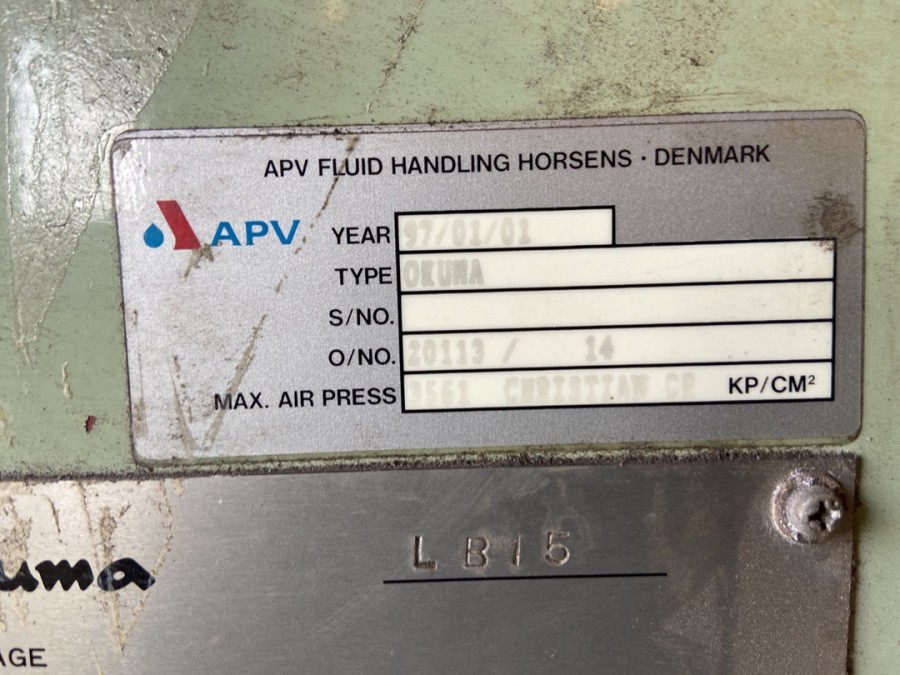 APV FLUID HANDLING HORSENS · DENMARK
APV
YEAR 97/01/01
TYPE OKUMA
S/NO.
O/NO. 20113 / 14
MAX. AIR PRESS 3561 CHRISTIAN GR KP/CM²
uma
LB15
AGE